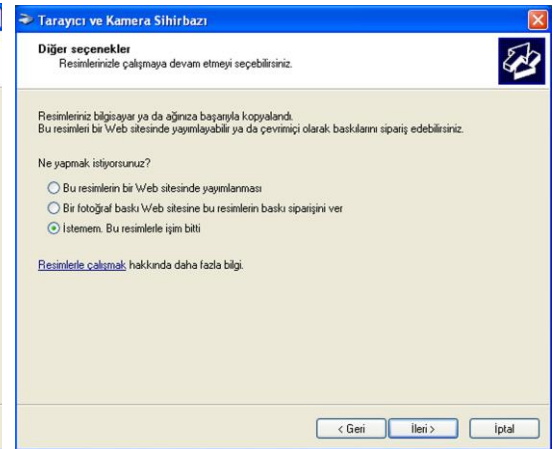 Tarayıcı ve Kamera Sihirbazı
Diğer seçenekler
Resimlerinizle çalışmaya devam etmeyi seçebilirsiniz.
Resimleriniz bilgisayar ya da ağınıza başarıyla kopyalandı.
Bu resimleri bir Web sitesinde yayımlayabilir ya da çevrimiçi olarak baskılarını sipariş edebilirsiniz.
Ne yapmak istiyorsunuz?
Bu resimlerin bir Web sitesinde yayımlanması
Bir fotoğraf baskı Web sitesine bu resimlerin baskı siparişini ver
İstemem. Bu resimlerle işim bitti
Resimlerle çalışmak hakkında daha fazla bilgi.
< Geri İleri > İptal